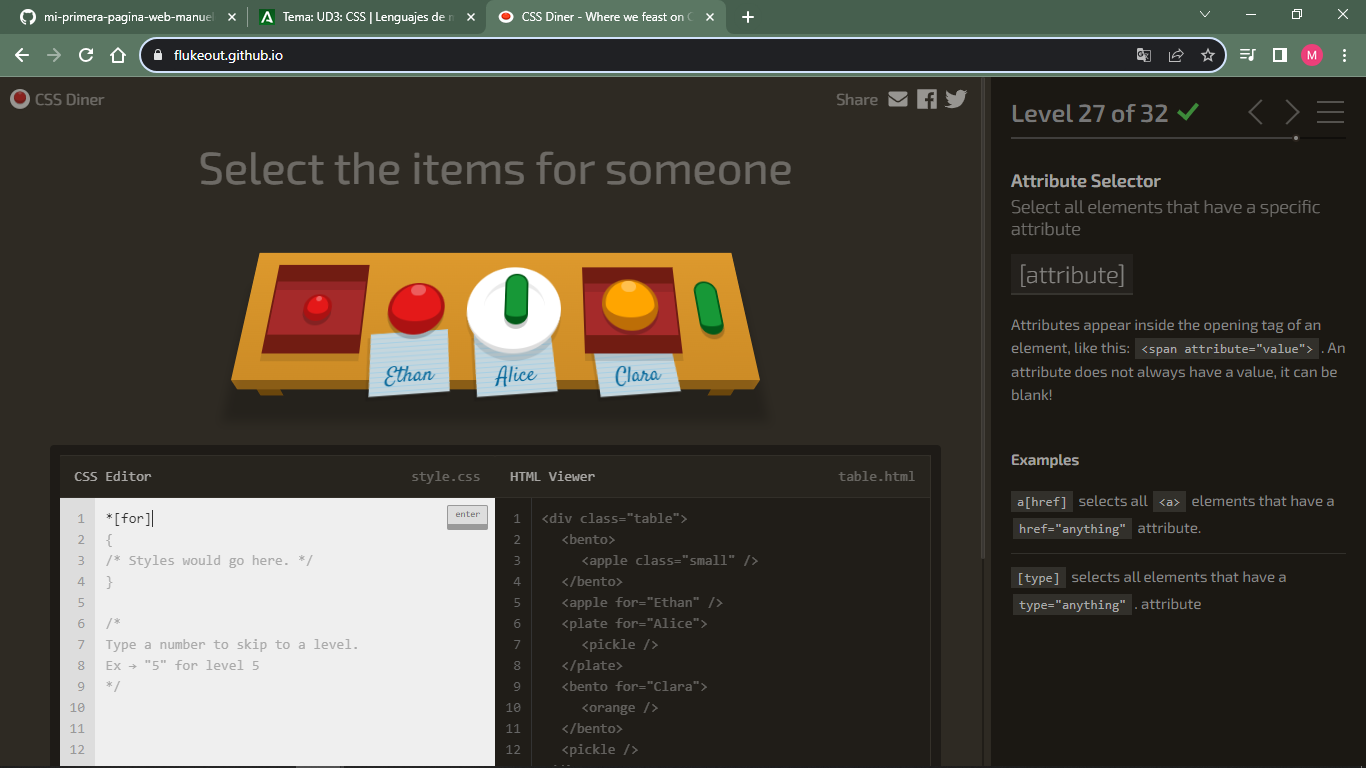 mi-primera-pagina-web-manuel
Tema: UD3: CSS | Lenguajes de m
CSS Diner - Where we feast on C
flukeout.github.io
M
CSS Diner
Share
Select the items for someone
Ethan
Alice
Clara
CSS Editor
style.css
1 *[for]
enter
2 {
3 /* Styles would go here. */
4 }
5
6 /*
7 Type a number to skip to a level.
8 Ex → "5" for level 5
9 */
10
11
12
HTML Viewer
table.html
1 <div class="table">
2 <bento>
3 <apple class="small" />
4 </bento>
5 <apple for="Ethan" />
6 <plate for="Alice">
7 <pickle />
8 </plate>
9 <bento for="Clara">
10 <orange />
11 </bento>
12 <pickle />
Level 27 of 32
Attribute Selector
Select all elements that have a specific
attribute
[attribute]
Attributes appear inside the opening tag of an
element, like this: <span attribute="value"> . An
attribute does not always have a value, it can be
blank!
Examples
a[href] selects all <a> elements that have a
href="anything" attribute.
[type] selects all elements that have a
type="anything" . attribute